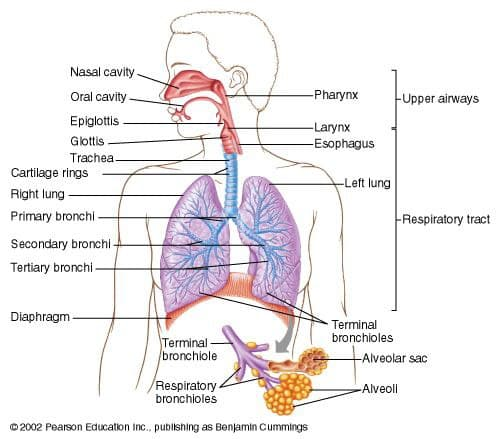 Nasal cavity
Oral cavity
Epiglottis
Glottis
Trachea
Cartilage rings
Right lung
Primary bronchi
Secondary bronchi
Tertiary bronchi
Diaphragm
Pharynx
Larynx
Esophagus
Left lung
Upper airways
Respiratory tract
Terminal
bronchioles
Terminal
bronchiole
Respiratory
bronchioles
Alveolar sac
Alveoli
© 2002 Pearson Education Inc., publishing as Benjamin Cummings